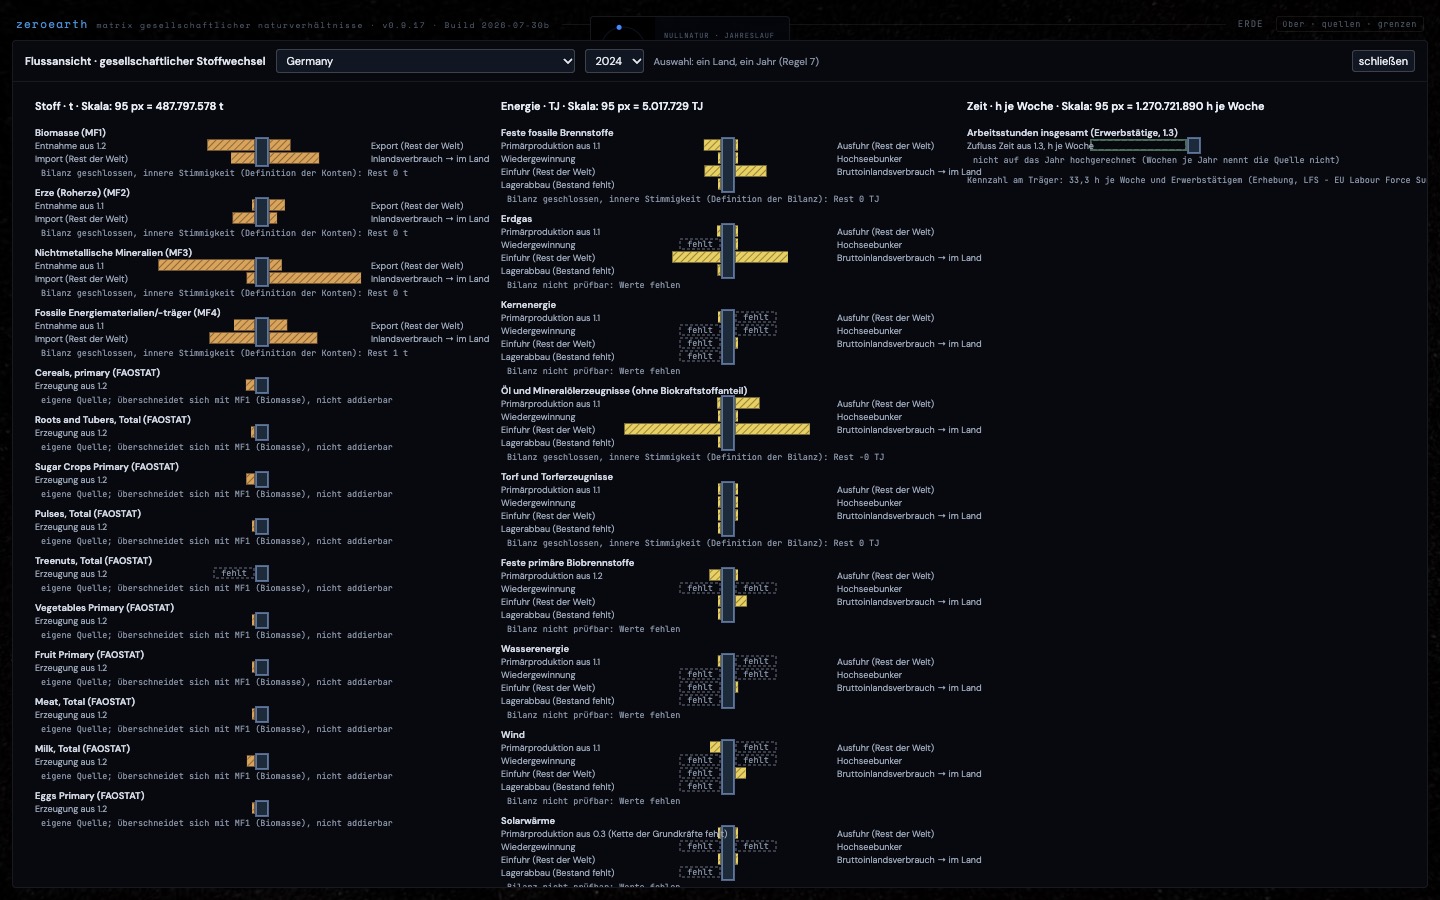 zeroearth matrix gesellschaftlicher naturverhältnisse · v0.9.17 · Build 2026-07-30b
NULLNATUR · JAHRESLAUF
ERDE
Über · quellen · grenzen
Flussansicht · gesellschaftlicher Stoffwechsel
Germany
2024
Auswahl: ein Land, ein Jahr (Regel 7)
schließen
Stoff · t · Skala: 95 px = 487.797.578 t
Biomasse (MF1)
Entnahme aus 1.2 Export (Rest der Welt)
Import (Rest der Welt) Inlandsverbrauch → im Land
Bilanz geschlossen, innere Stimmigkeit (Definition der Konten): Rest 0 t
Erze (Roherze) (MF2)
Entnahme aus 1.1 Export (Rest der Welt)
Import (Rest der Welt) Inlandsverbrauch → im Land
Bilanz geschlossen, innere Stimmigkeit (Definition der Konten): Rest 0 t
Nichtmetallische Mineralien (MF3)
Entnahme aus 1.1 Export (Rest der Welt)
Import (Rest der Welt) Inlandsverbrauch → im Land
Bilanz geschlossen, innere Stimmigkeit (Definition der Konten): Rest 0 t
Fossile Energiematerialien/-träger (MF4)
Entnahme aus 1.1 Export (Rest der Welt)
Import (Rest der Welt) Inlandsverbrauch → im Land
Bilanz geschlossen, innere Stimmigkeit (Definition der Konten): Rest 1 t
Cereals, primary (FAOSTAT)
Erzeugung aus 1.2
eigene Quelle; überschneidet sich mit MF1 (Biomasse), nicht addierbar
Roots and Tubers, Total (FAOSTAT)
Erzeugung aus 1.2
eigene Quelle; überschneidet sich mit MF1 (Biomasse), nicht addierbar
Sugar Crops Primary (FAOSTAT)
Erzeugung aus 1.2
eigene Quelle; überschneidet sich mit MF1 (Biomasse), nicht addierbar
Pulses, Total (FAOSTAT)
Erzeugung aus 1.2
eigene Quelle; überschneidet sich mit MF1 (Biomasse), nicht addierbar
Treenuts, Total (FAOSTAT)
Erzeugung aus 1.2 fehlt
eigene Quelle; überschneidet sich mit MF1 (Biomasse), nicht addierbar
Vegetables Primary (FAOSTAT)
Erzeugung aus 1.2
eigene Quelle; überschneidet sich mit MF1 (Biomasse), nicht addierbar
Fruit Primary (FAOSTAT)
Erzeugung aus 1.2
eigene Quelle; überschneidet sich mit MF1 (Biomasse), nicht addierbar
Meat, Total (FAOSTAT)
Erzeugung aus 1.2
eigene Quelle; überschneidet sich mit MF1 (Biomasse), nicht addierbar
Milk, Total (FAOSTAT)
Erzeugung aus 1.2
eigene Quelle; überschneidet sich mit MF1 (Biomasse), nicht addierbar
Eggs Primary (FAOSTAT)
Erzeugung aus 1.2
eigene Quelle; überschneidet sich mit MF1 (Biomasse), nicht addierbar
Energie · TJ · Skala: 95 px = 5.017.729 TJ
Feste fossile Brennstoffe
Primärproduktion aus 1.1 Ausfuhr (Rest der Welt)
Wiedergewinnung Hochseebunker
Einfuhr (Rest der Welt) Bruttoinlandsverbrauch → im Land
Lagerabbau (Bestand fehlt)
Bilanz geschlossen, innere Stimmigkeit (Definition der Bilanz): Rest 0 TJ
Erdgas
Primärproduktion aus 1.1 Ausfuhr (Rest der Welt)
Wiedergewinnung fehlt Hochseebunker
Einfuhr (Rest der Welt) Bruttoinlandsverbrauch → im Land
Lagerabbau (Bestand fehlt)
Bilanz nicht prüfbar: Werte fehlen
Kernenergie
Primärproduktion aus 1.1 fehlt Ausfuhr (Rest der Welt)
Wiedergewinnung fehlt fehlt Hochseebunker
Einfuhr (Rest der Welt) fehlt Bruttoinlandsverbrauch → im Land
Lagerabbau (Bestand fehlt) fehlt
Bilanz nicht prüfbar: Werte fehlen
Öl und Mineralölerzeugnisse (ohne Biokraftstoffanteil)
Primärproduktion aus 1.1 Ausfuhr (Rest der Welt)
Wiedergewinnung Hochseebunker
Einfuhr (Rest der Welt) Bruttoinlandsverbrauch → im Land
Lagerabbau (Bestand fehlt)
Bilanz geschlossen, innere Stimmigkeit (Definition der Bilanz): Rest -0 TJ
Torf und Torferzeugnisse
Primärproduktion aus 1.1 Ausfuhr (Rest der Welt)
Wiedergewinnung Hochseebunker
Einfuhr (Rest der Welt) Bruttoinlandsverbrauch → im Land
Lagerabbau (Bestand fehlt)
Bilanz geschlossen, innere Stimmigkeit (Definition der Bilanz): Rest 0 TJ
Feste primäre Biobrennstoffe
Primärproduktion aus 1.2 Ausfuhr (Rest der Welt)
Wiedergewinnung fehlt fehlt Hochseebunker
Einfuhr (Rest der Welt) Bruttoinlandsverbrauch → im Land
Lagerabbau (Bestand fehlt)
Bilanz nicht prüfbar: Werte fehlen
Wasserenergie
Primärproduktion aus 1.1 fehlt Ausfuhr (Rest der Welt)
Wiedergewinnung fehlt fehlt Hochseebunker
Einfuhr (Rest der Welt) fehlt Bruttoinlandsverbrauch → im Land
Lagerabbau (Bestand fehlt) fehlt
Bilanz nicht prüfbar: Werte fehlen
Wind
Primärproduktion aus 1.1 fehlt Ausfuhr (Rest der Welt)
Wiedergewinnung fehlt fehlt Hochseebunker
Einfuhr (Rest der Welt) fehlt Bruttoinlandsverbrauch → im Land
Lagerabbau (Bestand fehlt) fehlt
Bilanz nicht prüfbar: Werte fehlen
Solarwärme
Primärproduktion aus 0.3 (Kette der Grundkräfte fehlt) Ausfuhr (Rest der Welt)
Wiedergewinnung fehlt fehlt Hochseebunker
Einfuhr (Rest der Welt) Bruttoinlandsverbrauch → im Land
Lagerabbau (Bestand fehlt) fehlt
Bilanz nicht prüfbar: Werte fehlen
Zeit · h je Woche · Skala: 95 px = 1.270.721.890 h je Woche
Arbeitsstunden insgesamt (Erwerbstätige, 1.3)
Zufluss Zeit aus 1.3, h je Woche
nicht auf das Jahr hochgerechnet (Wochen je Jahr nennt die Quelle nicht)
Kennzahl am Träger: 33,3 h je Woche und Erwerbstätigem (Erhebung, LFS - EU Labour Force Su